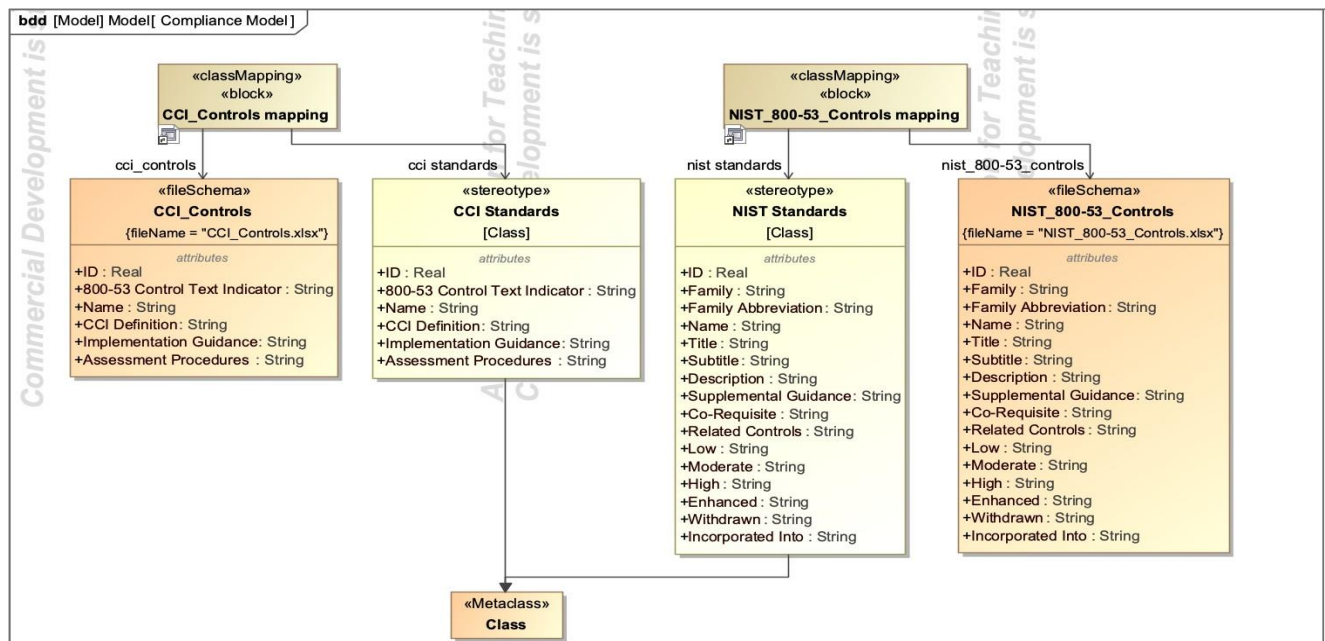 bdd [Model] Model[ Compliance Model ]
«classMapping»
«block»
CCI_Controls mapping
«classMapping»
«block»
NIST_800-53_Controls mapping
cci_controls
cci standards
nist standards
nist_800-53_controls
«fileSchema»
CCI_Controls
{fileName = "CCI_Controls.xlsx"}
attributes
+ID : Real
+800-53 Control Text Indicator : String
+Name : String
+CCI Definition: String
+Implementation Guidance: String
+Assessment Procedures : String
«stereotype»
CCI Standards
[Class]
attributes
+ID : Real
+800-53 Control Text Indicator : String
+Name : String
+CCI Definition: String
+Implementation Guidance: String
+Assessment Procedures : String
«stereotype»
NIST Standards
[Class]
attributes
+ID : Real
+Family : String
+Family Abbreviation : String
+Name : String
+Title : String
+Subtitle : String
+Description : String
+Supplemental Guidance: String
+Co-Requisite : String
+Related Controls : String
+Low : String
+Moderate : String
+High : String
+Enhanced : String
+Withdrawn : String
+Incorporated Into : String
«fileSchema»
NIST_800-53_Controls
{fileName = "NIST_800-53_Controls.xlsx"}
attributes
+ID : Real
+Family : String
+Family Abbreviation : String
+Name : String
+Title : String
+Subtitle : String
+Description : String
+Supplemental Guidance: String
+Co-Requisite : String
+Related Controls : String
+Low : String
+Moderate : String
+High : String
+Enhanced : String
+Withdrawn : String
+Incorporated Into : String
«Metaclass»
Class
Commercial Development is
for Teachin
elopment is s
for Teachin
opment is s